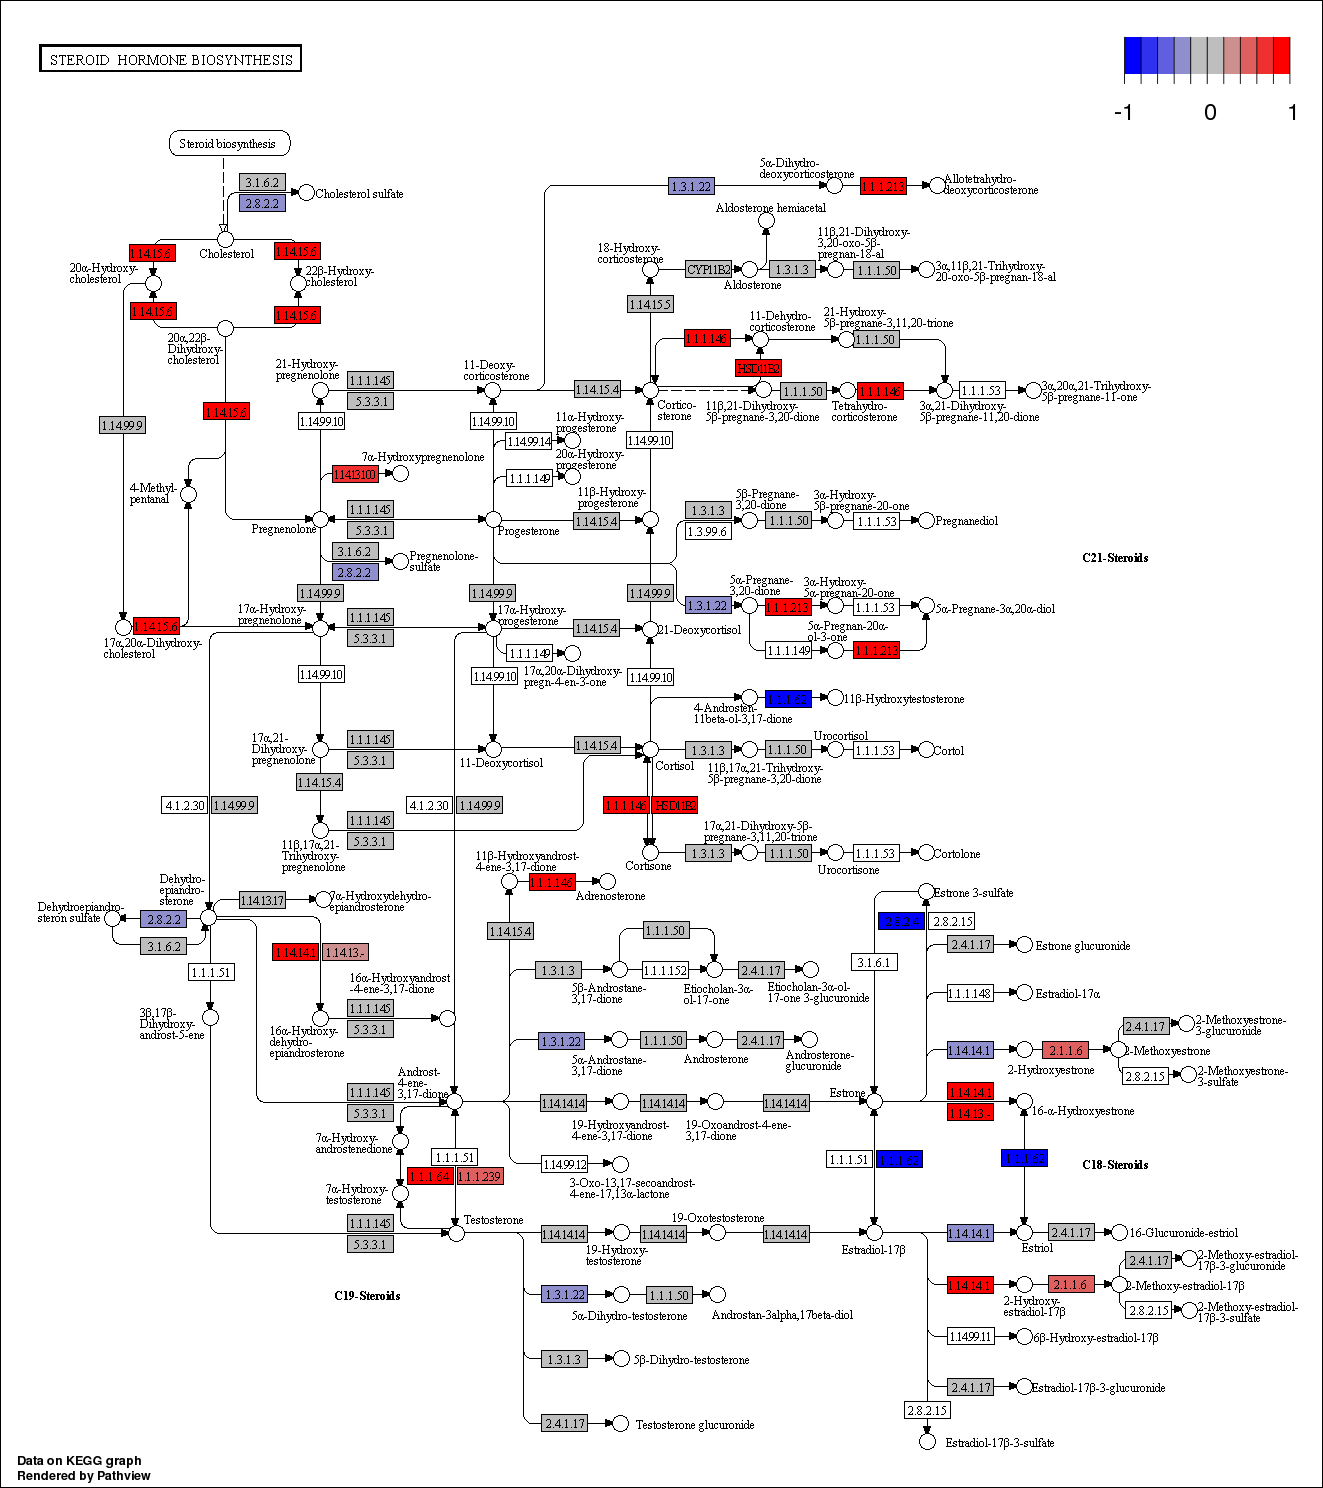 STEROID HORMONE BIOSYNTHESIS
-1
0
1
Steroid biosynthesis
3.1.6.2
2.8.2.2
Cholesterol sulfate
1.14.15.6
1.14.15.6
Cholesterol
20α-Hydroxy-
cholesterol
22β-Hydroxy-
cholesterol
1.14.15.6
1.14.15.6
20α,22β-
Dihydroxy-
cholesterol
1.14.15.6
1.14.99.9
4-Methyl-
pentanal
1.14.15.6
17α,20α-Dihydroxy-
cholesterol
21-Hydroxy-
pregnenolone
1.1.1.145
5.3.3.1
11-Deoxy-
corticosterone
1.14.99.10
1.14.99.10
1.14.99.10
7α-Hydroxypregnenolone
1.14.13.100
11α-Hydroxy-
progesterone
1.14.99.14
20α-Hydroxy-
progesterone
1.1.1.149
11β-Hydroxy-
progesterone
Pregnenolone
1.1.1.145
5.3.3.1
Progesterone
1.14.15.4
3.1.6.2
2.8.2.2
Pregnenolone-
sulfate
1.14.99.9
1.14.99.9
1.14.99.9
17α-Hydroxy-
pregnenolone
1.1.1.145
5.3.3.1
17α-Hydroxy-
progesterone
1.14.15.4
21-Deoxycortisol
1.1.1.149
17α,20α-Dihydroxy-
pregn-4-en-3-one
1.14.99.10
1.14.99.10
1.14.99.10
17α,21-
Dihydroxy-
pregnenolone
1.1.1.145
5.3.3.1
11-Deoxycortisol
1.14.15.4
Cortisol
1.14.15.4
1.1.1.145
5.3.3.1
11β,17α,21-
Trihydroxy-
pregnenolone
4.1.2.30
1.14.99.9
4.1.2.30
1.14.99.9
1.3.1.22
5α-Dihydro-
deoxycorticosterone
1.1.1.213
Allotetrahydro-
deoxycorticosterone
Aldosterone hemiacetal
18-Hydroxy-
corticosterone
CYP11B2
Aldosterone
1.3.1.3
11β,21-Dihydroxy-
3,20-oxo-5β-
pregnan-18-al
1.1.1.50
3α,11β,21-Trihydroxy-
20-oxo-5β-pregnan-18-al
1.14.15.5
1.1.1.146
11-Dehydro-
corticosterone
21-Hydroxy-
5β-pregnane-3,11,20-trione
1.1.1.50
HSD11B2
1.14.15.4
Cortico-
sterone
1.1.1.50
11β,21-Dihydroxy-
5β-pregnane-3,20-dione
Tetrahydro-
corticosterone
1.1.1.146
3α,21-Dihydroxy-
5β-pregnane-11,20-dione
1.1.1.53
3α,20α,21-Trihydroxy-
5β-pregnane-11-one
1.3.1.3
1.3.99.6
5β-Pregnane-
3,20-dione
1.1.1.50
3α-Hydroxy-
5β-pregnane-20-one
1.1.1.53
Pregnanediol
C21-Steroids
1.3.1.22
5α-Pregnane-
3,20-dione
1.1.1.213
3α-Hydroxy-
5α-pregnan-20-one
1.1.1.53
5α-Pregnane-3α,20α-diol
1.1.1.149
5α-Pregnan-20α-
ol-3-one
1.1.1.213
4-Androsten-
11beta-ol-3,17-dione
1.1.1.62
11β-Hydroxytestosterone
1.3.1.3
11β,17α,21-Trihydroxy-
5β-pregnane-3,20-dione
1.1.1.50
Urocortisol
1.1.1.53
Cortol
1.1.1.146
HSD11B2
Cortisone
1.3.1.3
17α,21-Dihydroxy-5β-
pregnane-3,11,20-trione
1.1.1.50
Urocortisone
1.1.1.53
Cortolone
Dehydro-
epiandro-
sterone
Dehydroepiandro-
steron sulfate
2.8.2.2
3.1.6.2
1.14.13.17
7α-Hydroxydehydro-
epiandrosterone
1.1.1.51
3β,17β-
Dihydroxy-
androst-5-ene
1.14.14.1
1.14.13.-
16α-Hydroxyandrost
-4-ene-3,17-dione
1.1.1.145
5.3.3.1
16α-Hydroxy-
dehydro-
epiandrosterone
Androst-
4-ene-
3,17-dione
1.1.1.145
5.3.3.1
7α-Hydroxy-
androstenedione
1.1.1.51
1.1.1.64
1.1.1.239
7α-Hydroxy-
testosterone
1.1.1.145
5.3.3.1
Testosterone
C19-Steroids
11β-Hydroxyandrost-
4-ene-3,17-dione
1.1.1.146
Adrenosterone
1.14.15.4
1.1.1.50
1.3.1.3
5β-Androstane-
3,17-dione
1.1.1.152
Etiocholan-3α-
ol-17-one
2.4.1.17
Etiocholan-3α-ol-
17-one 3-glucuronide
1.3.1.22
5α-Androstane-
3,17-dione
1.1.1.50
Androsterone
2.4.1.17
Androsterone-
glucuronide
1.14.14.14
19-Hydroxyandrost-
4-ene-3,17-dione
1.14.14.14
19-Oxoandrost-4-ene-
3,17-dione
1.14.14.14
Estrone
1.14.99.12
3-Oxo-13,17-secoandrost-
4-ene-17,13α-lactone
1.14.14.14
19-Hydroxy-
testosterone
1.14.14.14
19-Oxotestosterone
1.14.14.14
Estradiol-17β
1.3.1.22
5α-Dihydro-testosterone
1.1.1.50
Androstan-3alpha,17beta-diol
1.3.1.3
5β-Dihydro-testosterone
2.4.1.17
Testosterone glucuronide
Estrone 3-sulfate
2.8.2.15
3.1.6.1
2.4.1.17
Estrone glucuronide
1.1.1.148
Estradiol-17α
1.14.14.1
2-Hydroxyestrone
2.1.1.6
2-Methoxyestrone
2.4.1.17
2-Methoxyestrone-
3-glucuronide
2.8.2.15
2-Methoxyestrone-
3-sulfate
1.14.14.1
1.14.13.-
16-α-Hydroxyestrone
1.1.1.51
1.1.1.62
1.1.1.62
C18-Steroids
1.14.14.1
Estriol
2.4.1.17
16-Glucuronide-estriol
1.14.14.1
2-Hydroxy-
estradiol-17β
2.1.1.6
2-Methoxy-estradiol-17β
2.4.1.17
2-Methoxy-estradiol-
17β-3-glucuronide
2.8.2.15
2-Methoxy-estradiol-
17β-3-sulfate
1.14.99.11
6β-Hydroxy-estradiol-17β
2.4.1.17
Estradiol-17β-3-glucuronide
2.8.2.15
Estradiol-17β-3-sulfate
Data on KEGG graph
Rendered by Pathview